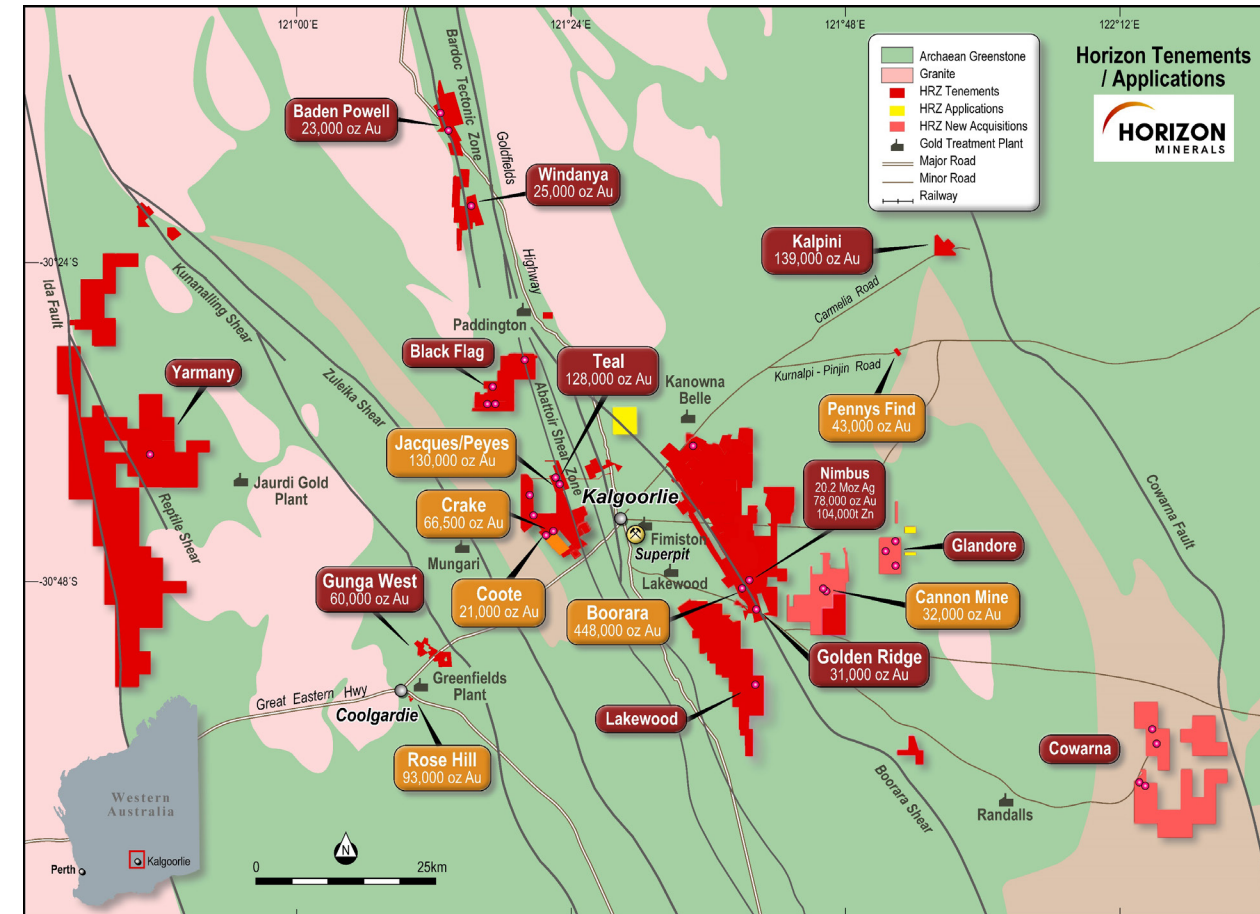 121°00´E
121°24´E
121°48´E
122°12´E
Horizon Tenements
/ Applications
HORIZON
MINERALS
Archaean Greenstone
Granite
HRZ Tenements
HRZ Applications
HRZ New Acquisitions
Gold Treatment Plant
Major Road
Minor Road
Railway
Bardoc Tectonic Zone
Baden Powell
23,000 oz Au
Goldfields
Highway
Windanya
25,000 oz Au
Kalpini
139,000 oz Au
-30°24´S
Ida Fault
Kunanalling Shear
Carmelia Road
Paddington
Black Flag
Teal
128,000 oz Au
Kurnalpi - Pinjin Road
Yarmany
Zuleika Shear
Abattoir Shear Zone
Kanowna
Belle
Pennys Find
43,000 oz Au
Jacques/Peyes
130,000 oz Au
Jaurdi Gold
Plant
Reptile Shear
Crake
66,500 oz Au
Kalgoorlie
Nimbus
20.2 Moz Ag
78,000 oz Au
104,000t Zn
Cowarna Fault
Fimiston
Superpit
Mungari
Glandore
-30°48´S
Gunga West
60,000 oz Au
Coote
21,000 oz Au
Lakewood
Boorara
448,000 oz Au
Cannon Mine
32,000 oz Au
Golden Ridge
31,000 oz Au
Greenfields
Plant
Great Eastern Hwy
Coolgardie
Lakewood
Cowarna
Rose Hill
93,000 oz Au
Boorara Shear
Randalls
Western
Australia
Perth
Kalgoorlie
N
0
25km